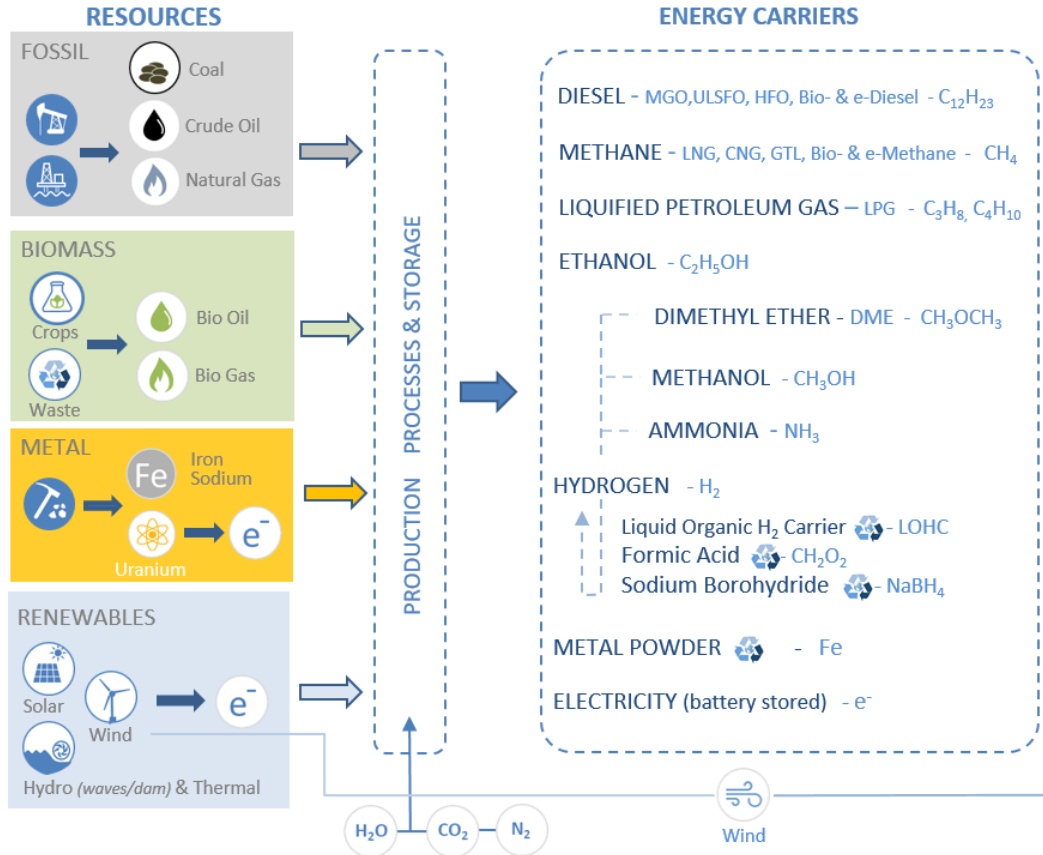 RESOURCES
FOSSIL
Coal
Crude Oil
Natural Gas
BIOMASS
Crops
Waste
Bio Oil
Bio Gas
METAL
Fe
Iron
Sodium
Uranium
e⁻
RENEWABLES
Solar
Wind
e⁻
Hydro (waves/dam) & Thermal
PRODUCTION PROCESSES & STORAGE
H₂O
CO₂
N₂
ENERGY CARRIERS
DIESEL - MGO,ULSFO, HFO, Bio- & e-Diesel - C₁₂H₂₃
METHANE - LNG, CNG, GTL, Bio- & e-Methane - CH₄
LIQUIFIED PETROLEUM GAS – LPG - C₃H₈, C₄H₁₀
ETHANOL - C₂H₅OH
DIMETHYL ETHER - DME - CH₃OCH₃
METHANOL - CH₃OH
AMMONIA - NH₃
HYDROGEN - H₂
Liquid Organic H₂ Carrier - LOHC
Formic Acid - CH₂O₂
Sodium Borohydride - NaBH₄
METAL POWDER - Fe
ELECTRICITY (battery stored) - e⁻
Wind